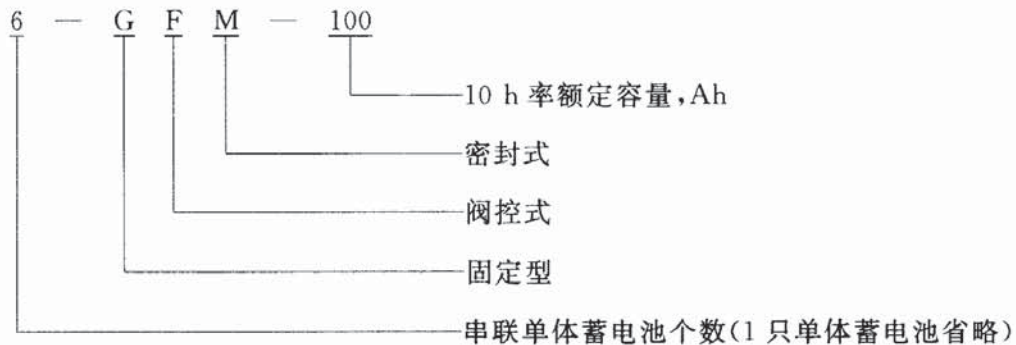 6 — G F M — 100
10 h 率额定容量,Ah
密封式
阀控式
固定型
串联单体蓄电池个数(1 只单体蓄电池省略)